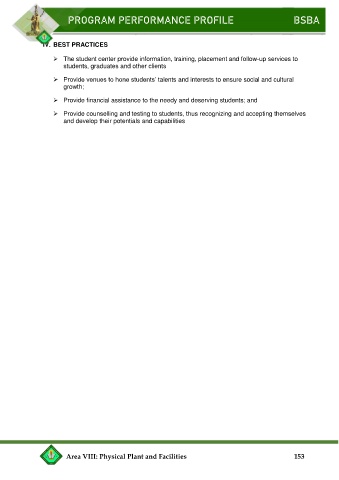 PROGRAM PERFORMANCE PROFILE BSBA
IV. BEST PRACTICES
➢ The student center provide information, training, placement and follow-up services to
students, graduates and other clients
➢ Provide venues to hone students' talents and interests to ensure social and cultural
growth;
➢ Provide financial assistance to the needy and deserving students; and
➢ Provide counselling and testing to students, thus recognizing and accepting themselves
and develop their potentials and capabilities
Area VIII: Physical Plant and Facilities 153